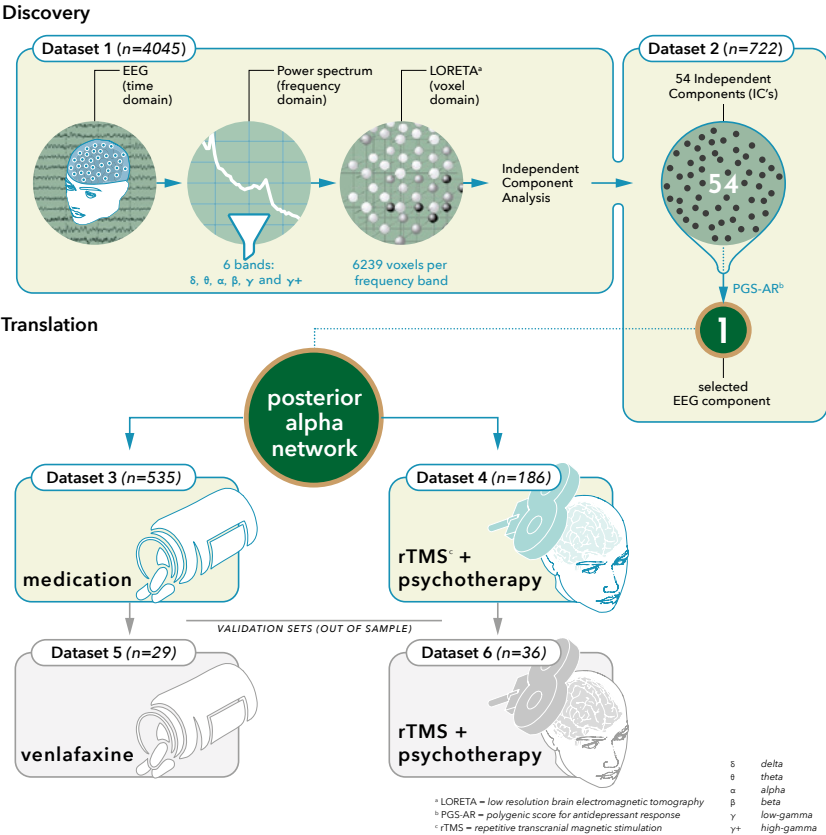 Discovery
Dataset 1 (n=4045)
EEG
(time
domain)
Power spectrum
(frequency
domain)
LORETAᵃ
(voxel
domain)
Independent
Component
Analysis
6 bands:
δ, θ, α, β, γ and γ+
6239 voxels per
frequency band
Dataset 2 (n=722)
54 Independent
Components (IC's)
54
PGS-ARᵇ
1
selected
EEG component
Translation
posterior
alpha
network
Dataset 3 (n=535)
medication
Dataset 4 (n=186)
rTMSᶜ +
psychotherapy
VALIDATION SETS (OUT OF SAMPLE)
Dataset 5 (n=29)
venlafaxine
Dataset 6 (n=36)
rTMS +
psychotherapy
ᵃ LORETA = low resolution brain electromagnetic tomography
ᵇ PGS-AR = polygenic score for antidepressant response
ᶜ rTMS = repetitive transcranial magnetic stimulation
δ delta
θ theta
α alpha
β beta
γ low-gamma
γ+ high-gamma